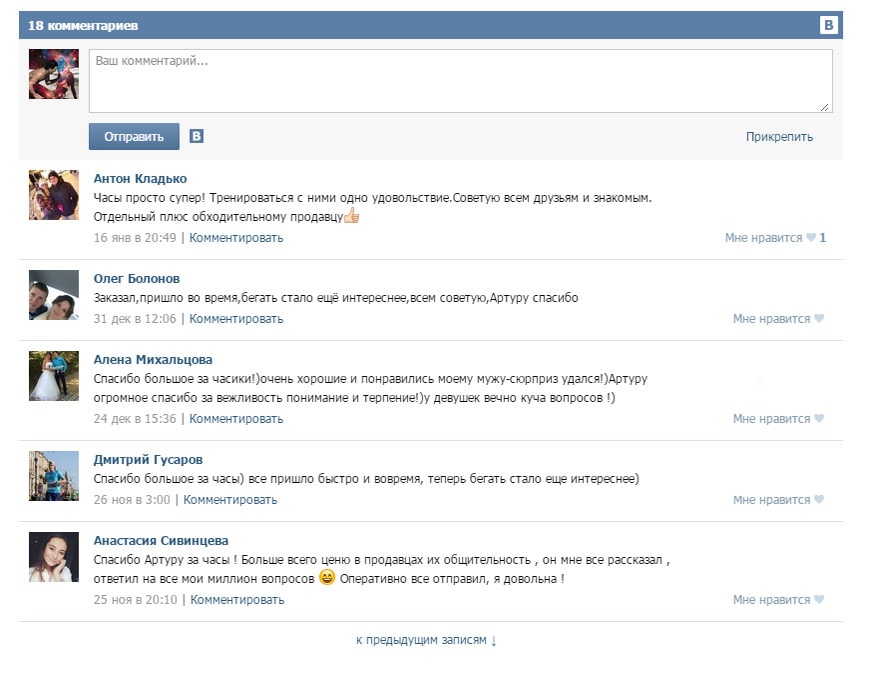 18 комментариев
В
Ваш комментарий...
Отправить В Прикрепить
Антон Кладько
Часы просто супер! Тренироваться с ними одно удовольствие.Советую всем друзьям и знакомым.
Отдельный плюс обходительному продавцу👍
16 янв в 20:49 | Комментировать Мне нравится 1
Олег Болонов
Заказал,пришло во время,бегать стало ещё интереснее,всем советую,Артуру спасибо
31 дек в 12:06 | Комментировать Мне нравится
Алена Михальцова
Спасибо большое за часики!)очень хорошие и понравились моему мужу-сюрприз удался!)Артуру
огромное спасибо за вежливость понимание и терпение!)у девушек вечно куча вопросов !)
24 дек в 15:36 | Комментировать Мне нравится
Дмитрий Гусаров
Спасибо большое за часы) все пришло быстро и вовремя, теперь бегать стало еще интереснее)
26 ноя в 3:00 | Комментировать Мне нравится
Анастасия Сивинцева
Спасибо Артуру за часы ! Больше всего ценю в продавцах их общительность , он мне все рассказал ,
ответил на все мои миллион вопросов 😄 Оперативно все отправил, я довольна !
25 ноя в 20:10 | Комментировать Мне нравится
к предыдущим записям ↓